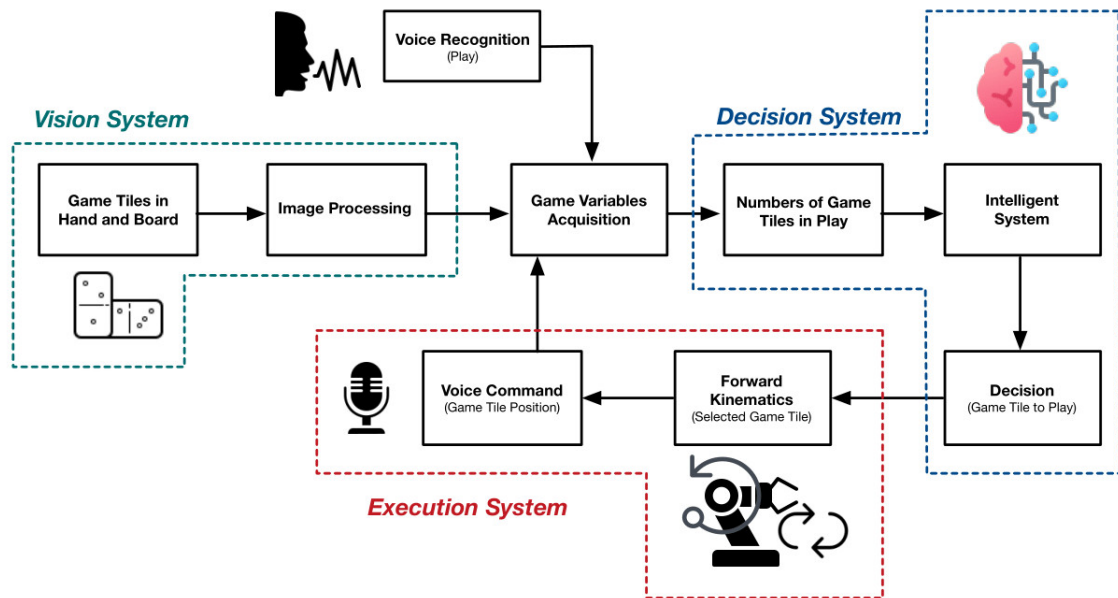 Voice Recognition
(Play)
Vision System
Decision System
Game Tiles in
Hand and Board
Image Processing
Game Variables
Acquisition
Numbers of Game
Tiles in Play
Intelligent
System
Voice Command
(Game Tile Position)
Forward
Kinematics
(Selected Game Tile)
Decision
(Game Tile to Play)
Execution System